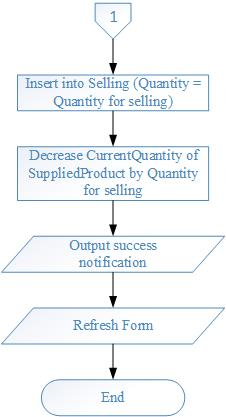 1
Insert into Selling (Quantity =
Quantity for selling)
Decrease CurrentQuantity of
SuppliedProduct by Quantity
for selling
Output success
notification
Refresh Form
End